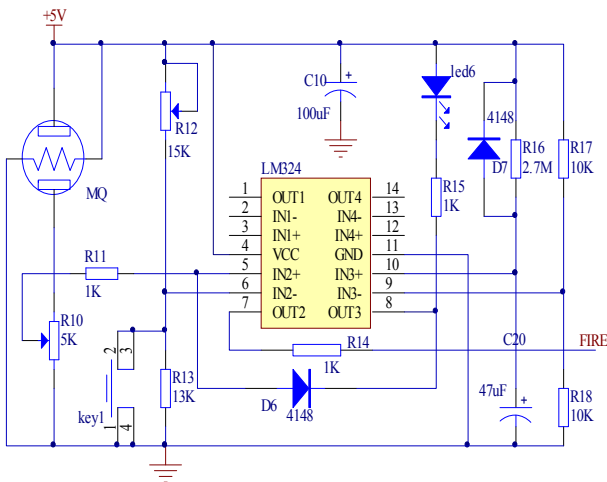 +5V
C10
100uF
+
led6
4148
D7
R16
2.7M
R17
10K
R12
15K
MQ
LM324
R15
1K
1 OUT1 OUT4 14
2 IN1- IN4- 13
3 IN1+ IN4+ 12
4 VCC GND 11
5 IN2+ IN3+ 10
6 IN2- IN3- 9
7 OUT2 OUT3 8
R11
1K
R10
5K
R14
1K
C20
FIRE
2 3
key1
1 4
R13
13K
D6
4148
47uF
+
R18
10K